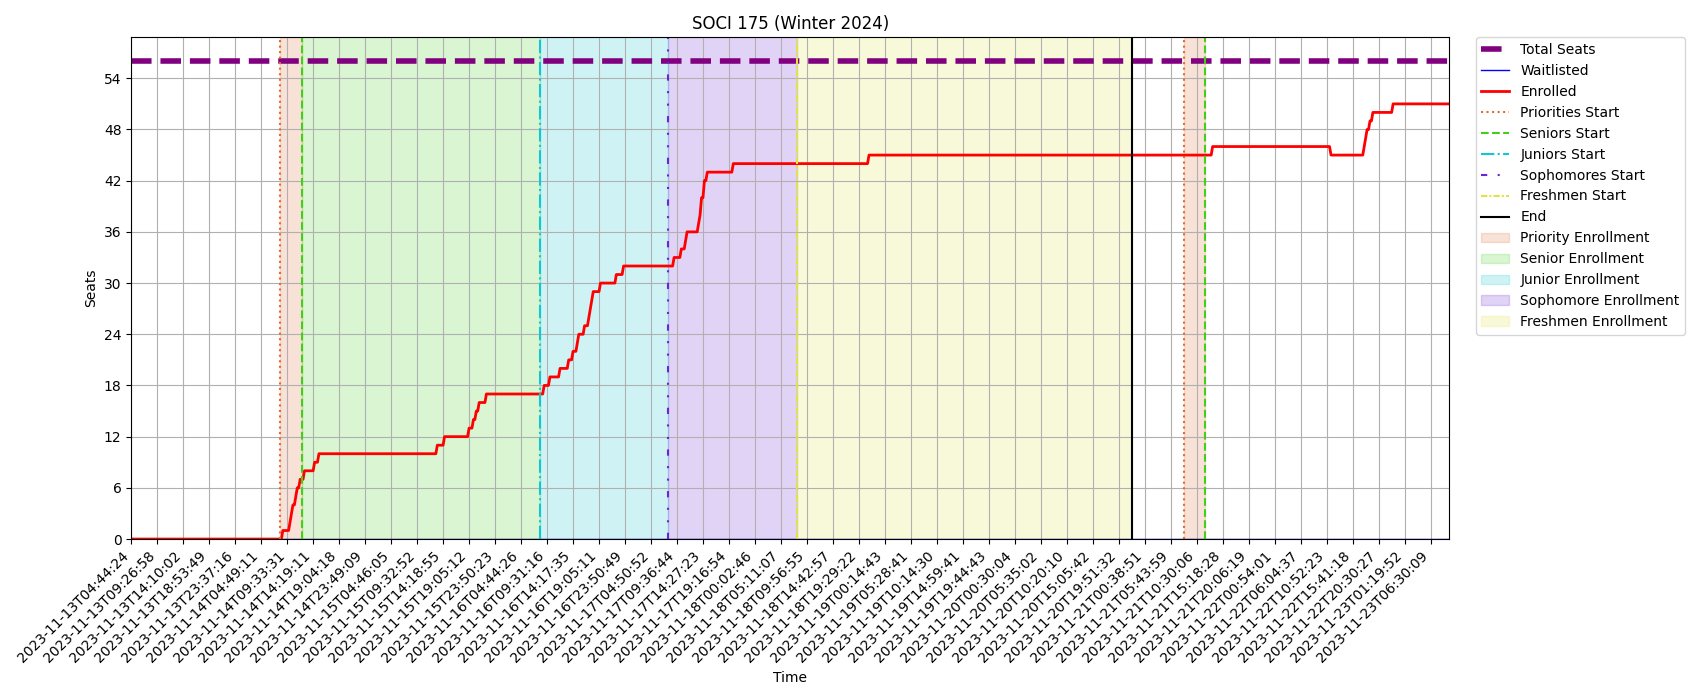 SOCI 175 (Winter 2024)
Total Seats
Waitlisted
Enrolled
Priorities Start
Seniors Start
Juniors Start
Sophomores Start
Freshmen Start
End
Priority Enrollment
Senior Enrollment
Junior Enrollment
Sophomore Enrollment
Freshmen Enrollment
Seats
54
48
42
36
30
24
18
12
6
0
2023-11-13T04:44:24
2023-11-13T09:26:58
2023-11-13T14:10:02
2023-11-13T18:53:49
2023-11-13T23:37:16
2023-11-14T04:49:11
2023-11-14T09:33:31
2023-11-14T14:19:11
2023-11-14T19:04:18
2023-11-14T23:49:09
2023-11-15T04:46:05
2023-11-15T09:32:52
2023-11-15T14:18:55
2023-11-15T19:05:12
2023-11-15T23:50:23
2023-11-16T04:44:26
2023-11-16T09:31:16
2023-11-16T14:17:35
2023-11-16T19:05:11
2023-11-16T23:50:49
2023-11-17T04:50:52
2023-11-17T09:36:44
2023-11-17T14:27:23
2023-11-17T19:16:54
2023-11-18T00:02:46
2023-11-18T05:11:07
2023-11-18T09:56:55
2023-11-18T14:42:57
2023-11-18T19:29:22
2023-11-19T00:14:43
2023-11-19T05:28:41
2023-11-19T10:14:30
2023-11-19T14:59:41
2023-11-19T19:44:43
2023-11-20T00:30:04
2023-11-20T05:35:02
2023-11-20T10:20:10
2023-11-20T15:05:42
2023-11-20T19:51:32
2023-11-21T00:38:51
2023-11-21T05:43:59
2023-11-21T10:30:06
2023-11-21T15:18:28
2023-11-21T20:06:19
2023-11-22T00:54:01
2023-11-22T06:04:37
2023-11-22T10:52:23
2023-11-22T15:41:18
2023-11-22T20:30:27
2023-11-23T01:19:52
2023-11-23T06:30:09
Time